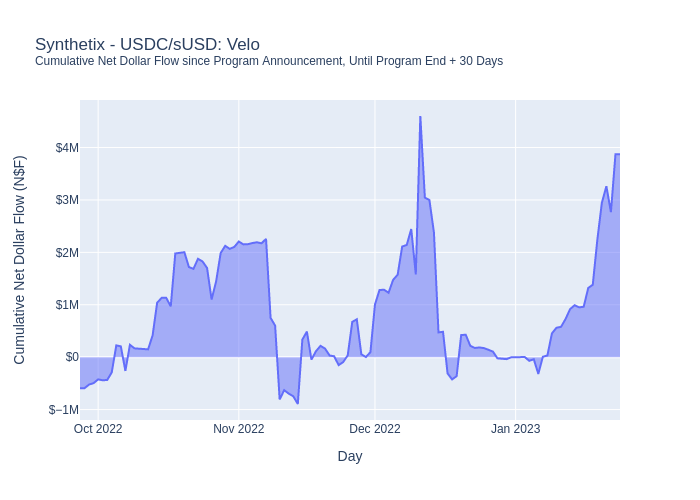 Synthetix - USDC/sUSD: Velo
Cumulative Net Dollar Flow since Program Announcement, Until Program End + 30 Days
Cumulative Net Dollar Flow (N$F)
$4M
$3M
$2M
$1M
$0
$−1M
Oct 2022
Nov 2022
Dec 2022
Jan 2023
Day